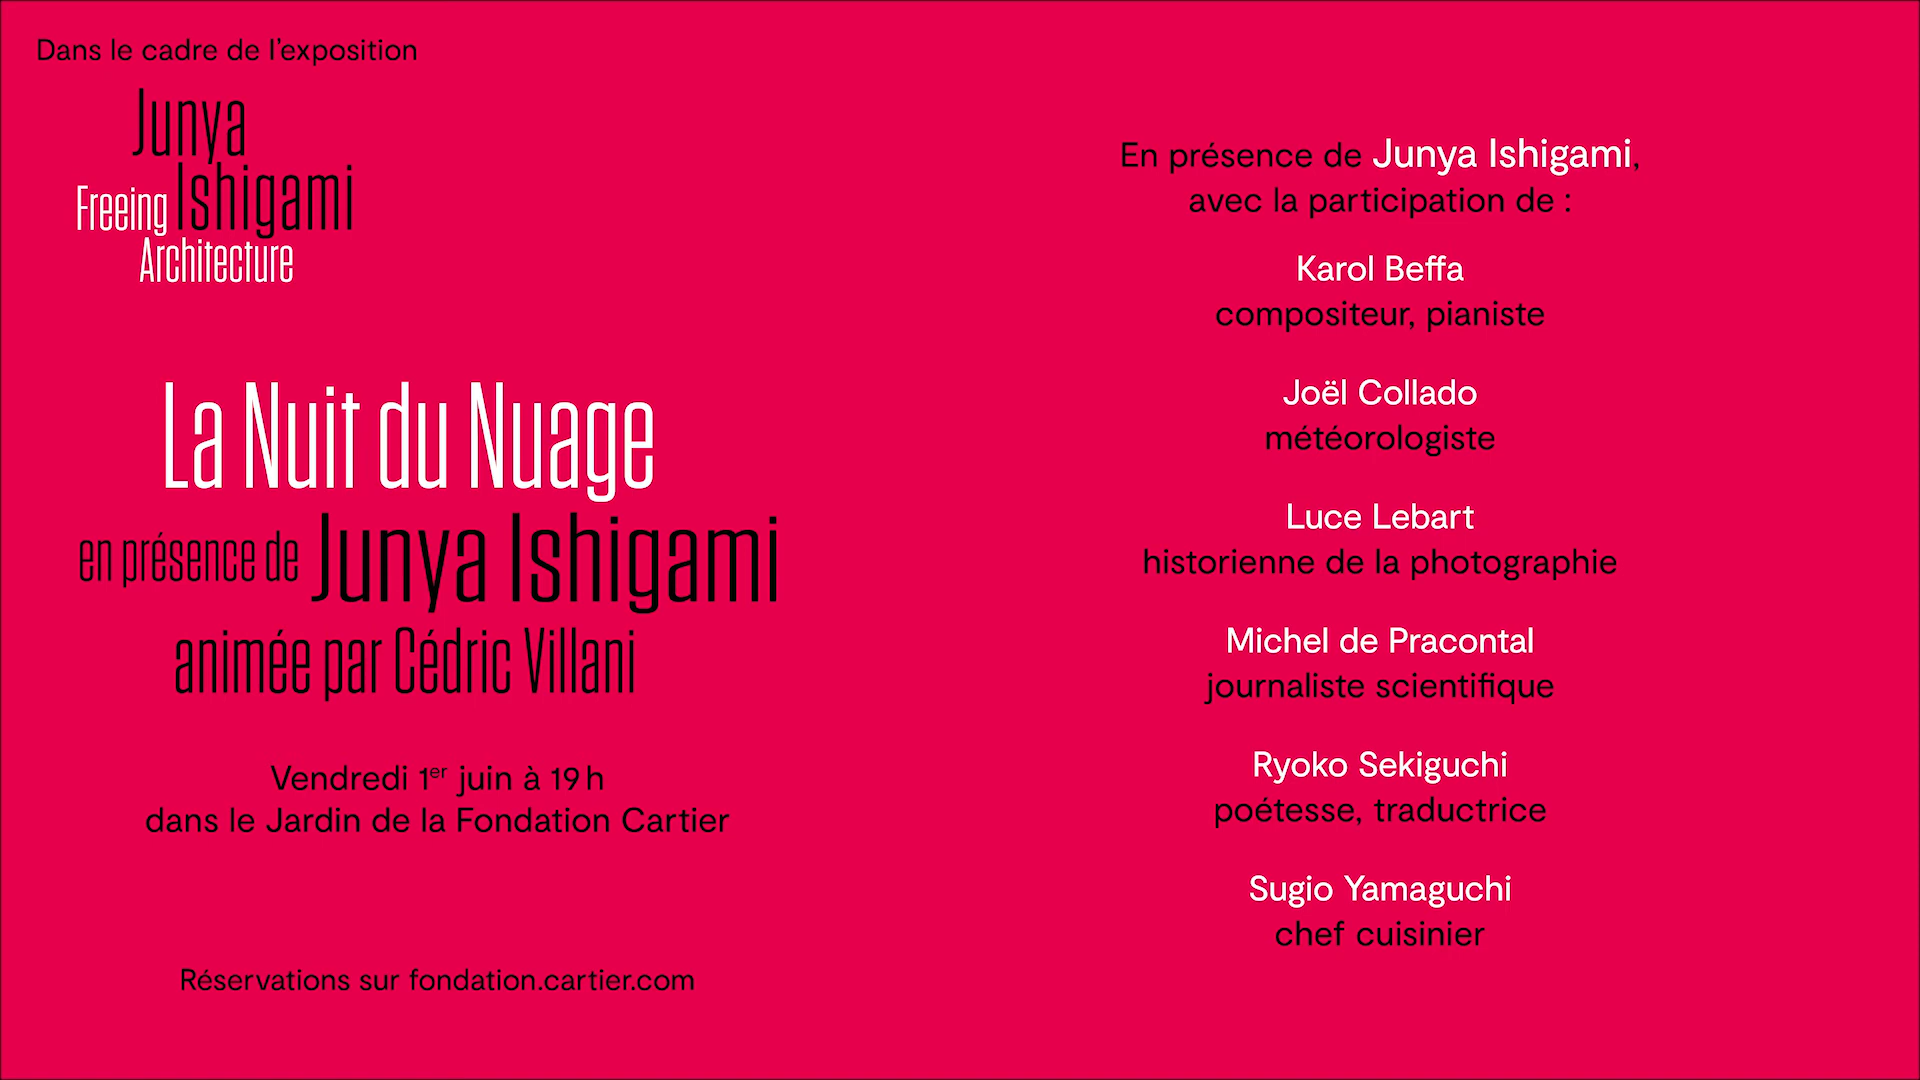 Dans le cadre de l'exposition
Junya
Freeing Ishigami
Architecture
La Nuit du Nuage
en présence de Junya Ishigami
animée par Cédric Villani
Vendredi 1er juin à 19 h
dans le Jardin de la Fondation Cartier
Réservations sur fondation.cartier.com
En présence de Junya Ishigami,
avec la participation de :
Karol Beffa
compositeur, pianiste
Joël Collado
météorologiste
Luce Lebart
historienne de la photographie
Michel de Pracontal
journaliste scientifique
Ryoko Sekiguchi
poétesse, traductrice
Sugio Yamaguchi
chef cuisinier